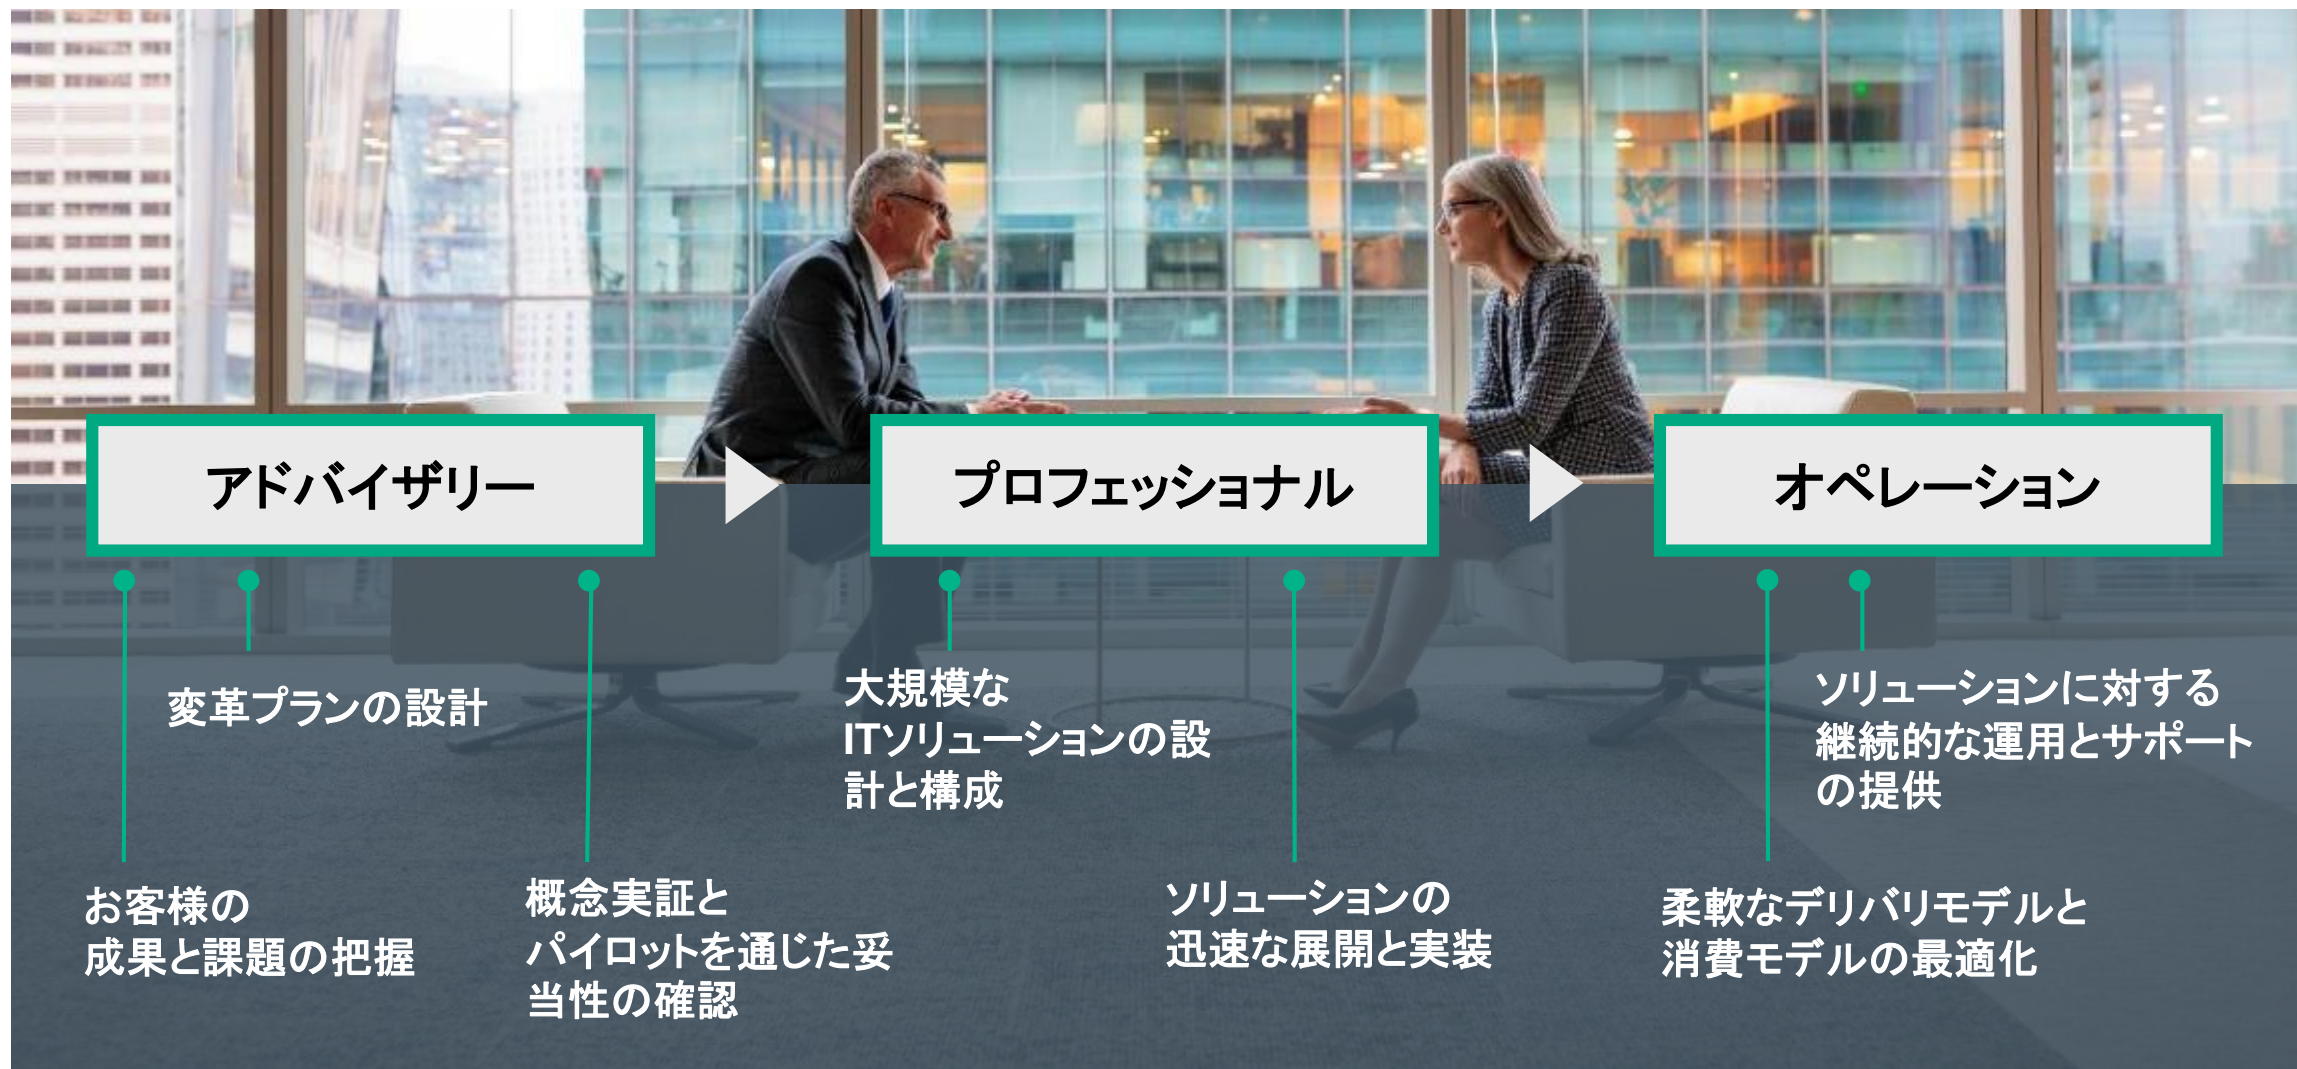 アドバイザリー
プロフェッショナル
オペレーション
変革プランの設計
お客様の
成果と課題の把握
概念実証と
パイロットを通じた妥
当性の確認
大規模な
ITソリューションの設
計と構成
ソリューションの
迅速な展開と実装
ソリューションに対する
継続的な運用とサポート
の提供
柔軟なデリバリモデルと
消費モデルの最適化